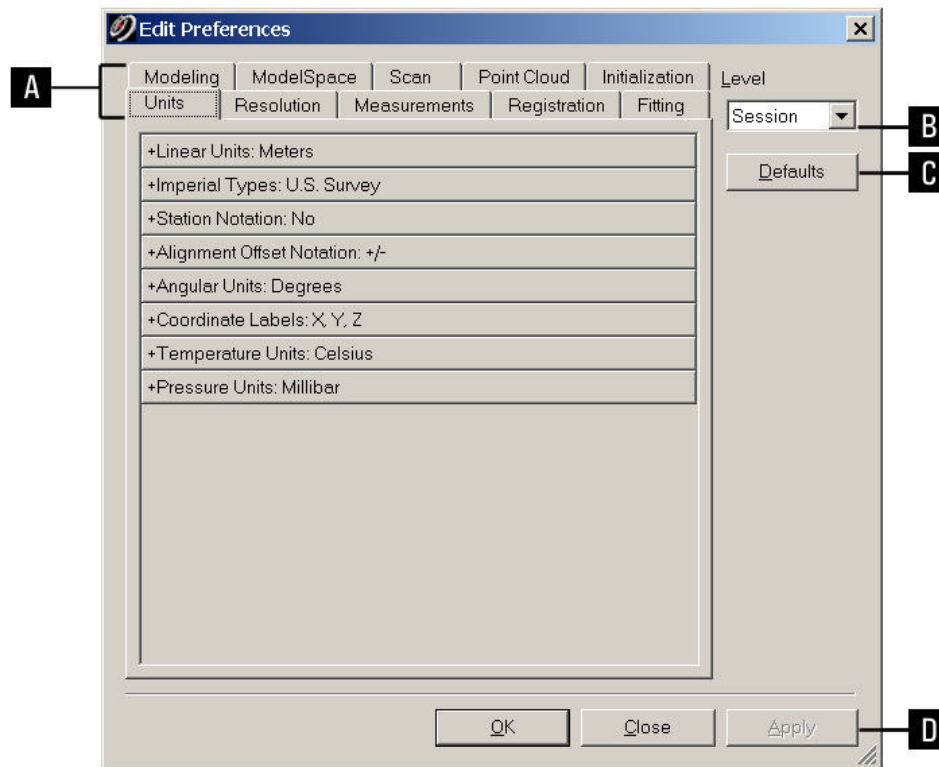 Edit Preferences
A
Modeling ModelSpace Scan Point Cloud Initialization
Units Resolution Measurements Registration Fitting
Level
Session
B
Defaults
C
+Linear Units: Meters
+Imperial Types: U.S. Survey
+Station Notation: No
+Alignment Offset Notation: +/-
+Angular Units: Degrees
+Coordinate Labels: X, Y, Z
+Temperature Units: Celsius
+Pressure Units: Millibar
OK Close Apply
D